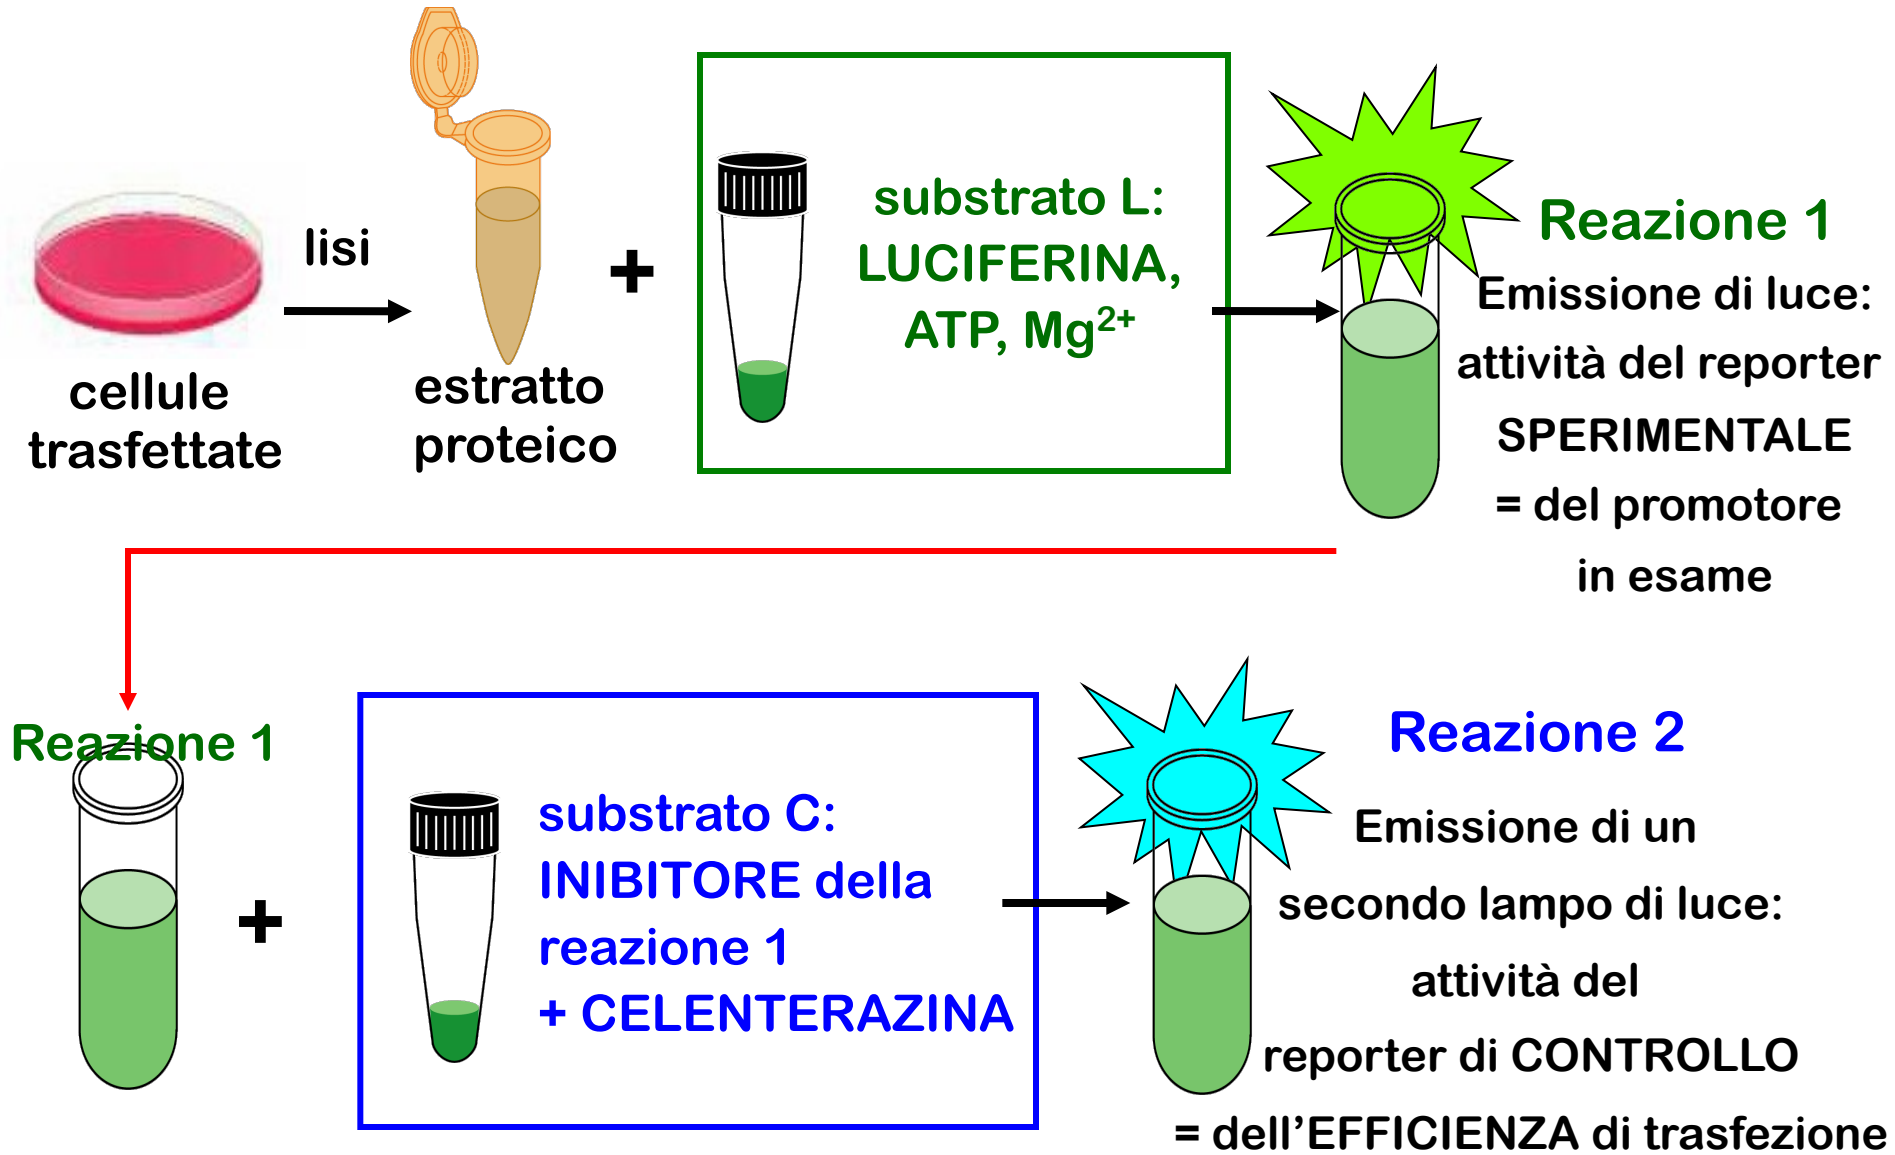 cellule
trasfettate
lisi
estratto
proteico
+
substrato L:
LUCIFERINA,
ATP, Mg²⁺
Reazione 1
Emissione di luce:
attività del reporter
SPERIMENTALE
= del promotore
in esame
Reazione 1
+
substrato C:
INIBITORE della
reazione 1
+ CELENTERAZINA
Reazione 2
Emissione di un
secondo lampo di luce:
attività del
reporter di CONTROLLO
= dell’EFFICIENZA di trasfezione